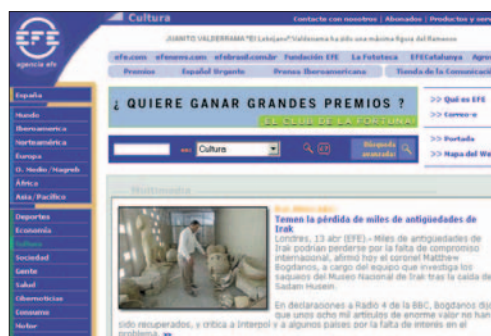 Cultura
Contacte con nosotros | Abonados | Productos y serv
JUANITO VALDERRAMA "El Lotejano" Valderrama ha sido una máxima figura del flamenco
EFE
agencia efe
efe.com efenews.com efebrasil.com.br Fundación EFE La Fototeca EFECatalunya Agro
Premios Español Urgente Prensa Iberoamericana Tienda de la Comunicació
España
Mundo
Iberoamerica
Norteamérica
Europa
O. Medio/Magreb
África
Asia/Pacífico
Deportes
Economía
Cultura
Sociedad
Gente
Salud
Cibernoticias
Consumo
Motor
¿ QUIERE GANAR GRANDES PREMIOS ?
EL CLUB DE LA FORTUNA!
>> Qué es EFE
>> Correo-e
>> Portada
>> Mapa del We
en: Cultura
Búsqueda avanzada:
Multimedia
Temen la pérdida de miles de antigüedades de
Irak
Londres, 13 abr (EFE).- Miles de antigüedades de
Irak podrían perderse por la falta de compromiso
internacional, afirmó hoy el coronel Matthew
Bogdanos, a cargo del equipo que investiga los
saqueos del Museo Nacional de Irak tras la caída de
Sadam Husein.
En declaraciones a Radio 4 de la BBC, Bogdanos dijo
que unos ocho mil artículos de enorme valor no han
sido recuperados, y critica a Interpol y a algunos países por la falta de interés en el
problema. >>